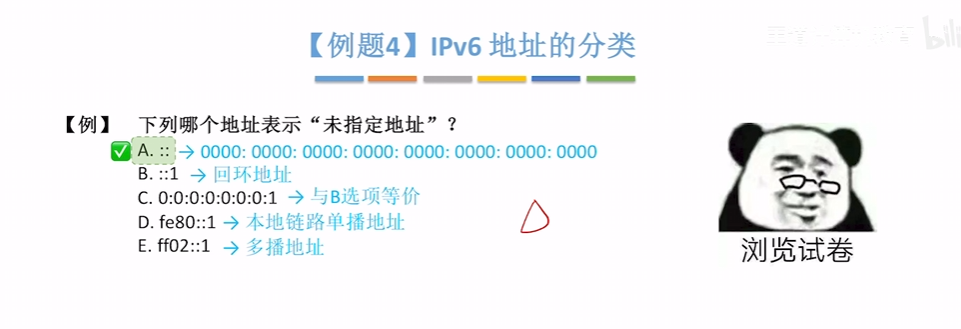 【例题4】IPv6 地址的分类
【例】 下列哪个地址表示“未指定地址”？
A. :: → 0000: 0000: 0000: 0000: 0000: 0000: 0000: 0000
B. ::1 → 回环地址
C. 0:0:0:0:0:0:0:1 → 与B选项等价
D. fe80::1 → 本地链路单播地址
E. ff02::1 → 多播地址
浏览试卷
bili